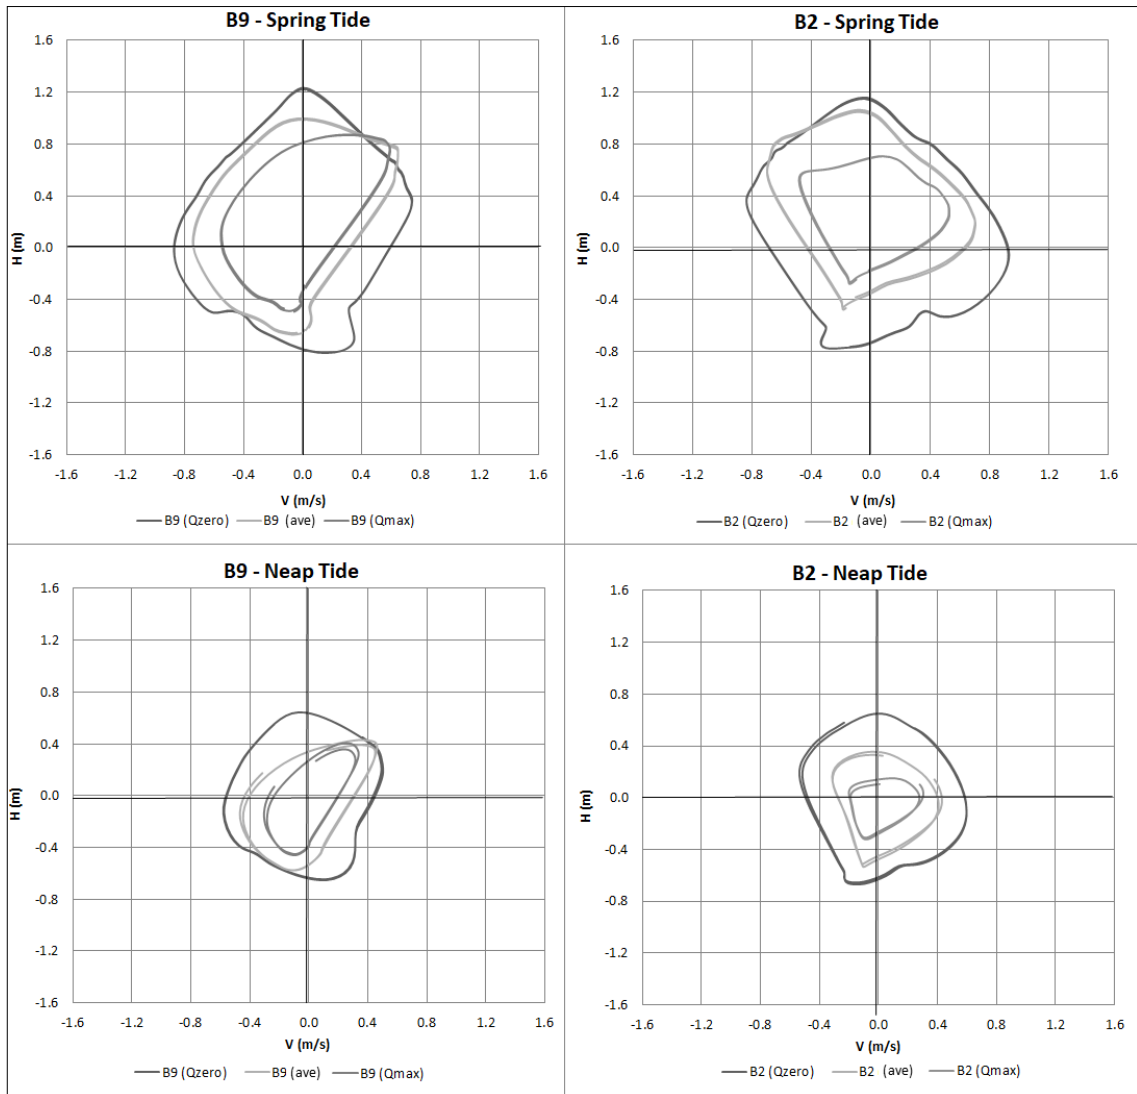 B9 - Spring Tide
1.6
1.2
0.8
0.4
0.0
-0.4
-0.8
-1.2
-1.6
H (m)
-1.6 -1.2 -0.8 -0.4 0.0 0.4 0.8 1.2 1.6
V (m/s)
B9 (Qzero) B9 (ave) B9 (Qmax)
B2 - Spring Tide
1.6
1.2
0.8
0.4
0.0
-0.4
-0.8
-1.2
-1.6
H (m)
-1.6 -1.2 -0.8 -0.4 0.0 0.4 0.8 1.2 1.6
V (m/s)
B2 (Qzero) B2 (ave) B2 (Qmax)
B9 - Neap Tide
1.6
1.2
0.8
0.4
0.0
-0.4
-0.8
-1.2
-1.6
H (m)
-1.6 -1.2 -0.8 -0.4 0.0 0.4 0.8 1.2 1.6
V (m/s)
B9 (Qzero) B9 (ave) B9 (Qmax)
B2 - Neap Tide
1.6
1.2
0.8
0.4
0.0
-0.4
-0.8
-1.2
-1.6
H (m)
-1.6 -1.2 -0.8 -0.4 0.0 0.4 0.8 1.2 1.6
V (m/s)
B2 (Qzero) B2 (ave) B2 (Qmax)